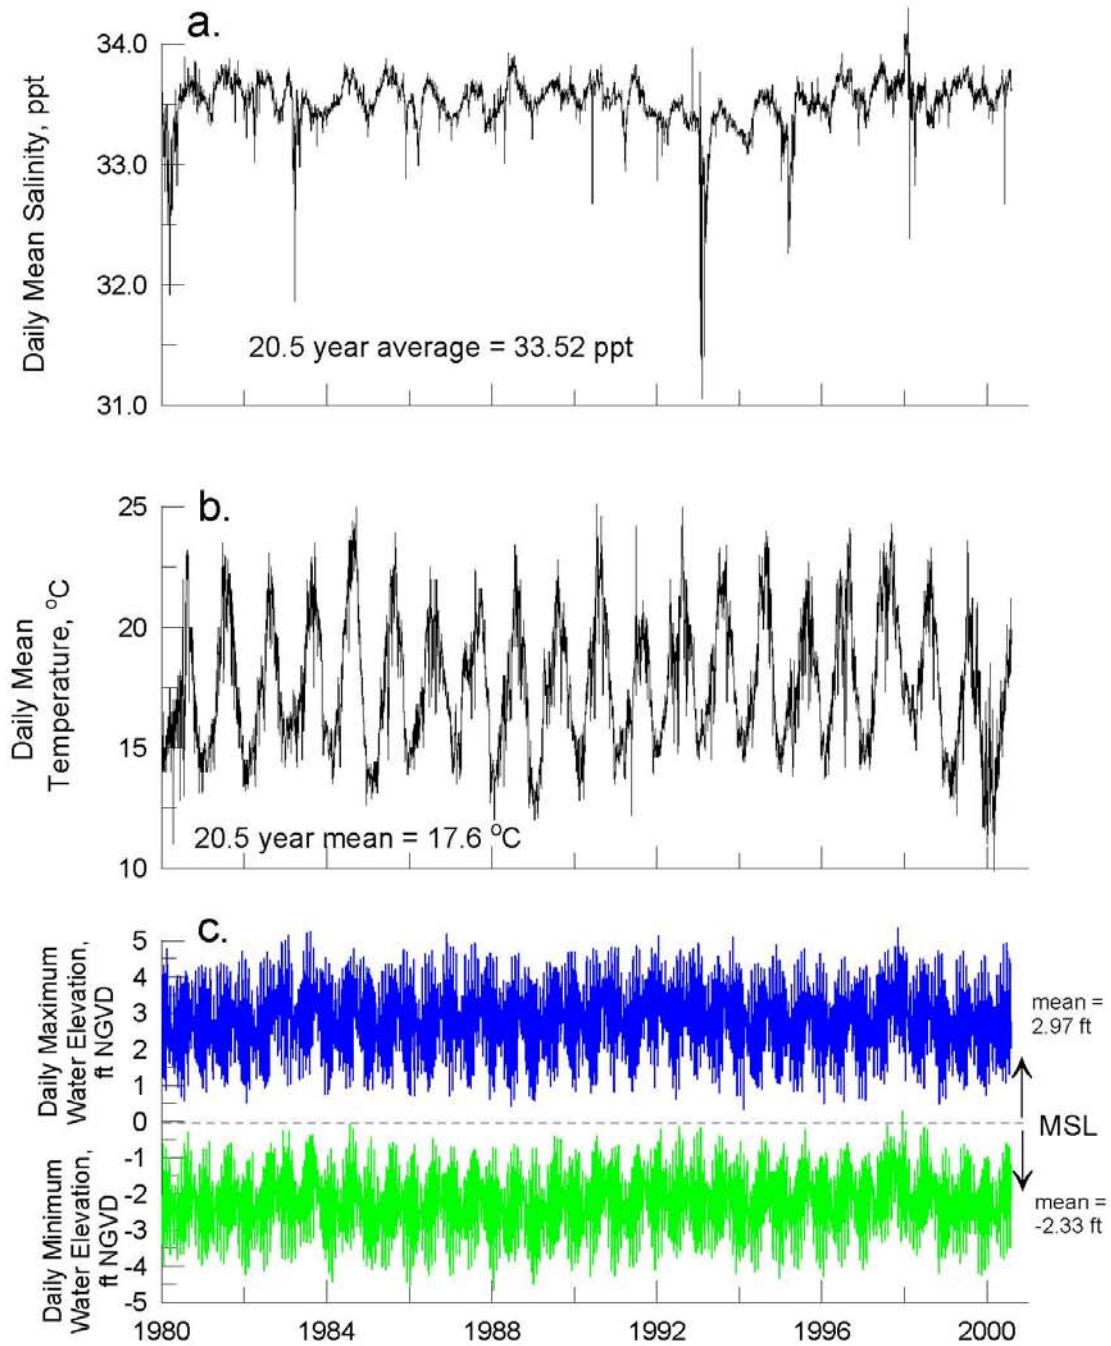 a.
34.0
33.0
32.0
31.0
Daily Mean Salinity, ppt
20.5 year average = 33.52 ppt
b.
25
20
15
10
Daily Mean
Temperature, °C
20.5 year mean = 17.6 °C
c.
5
4
3
2
1
0
-1
-2
-3
-4
-5
Daily Maximum
Water Elevation,
ft NGVD
Daily Minimum
Water Elevation,
ft NGVD
mean =
2.97 ft
MSL
mean =
-2.33 ft
1980 1984 1988 1992 1996 2000